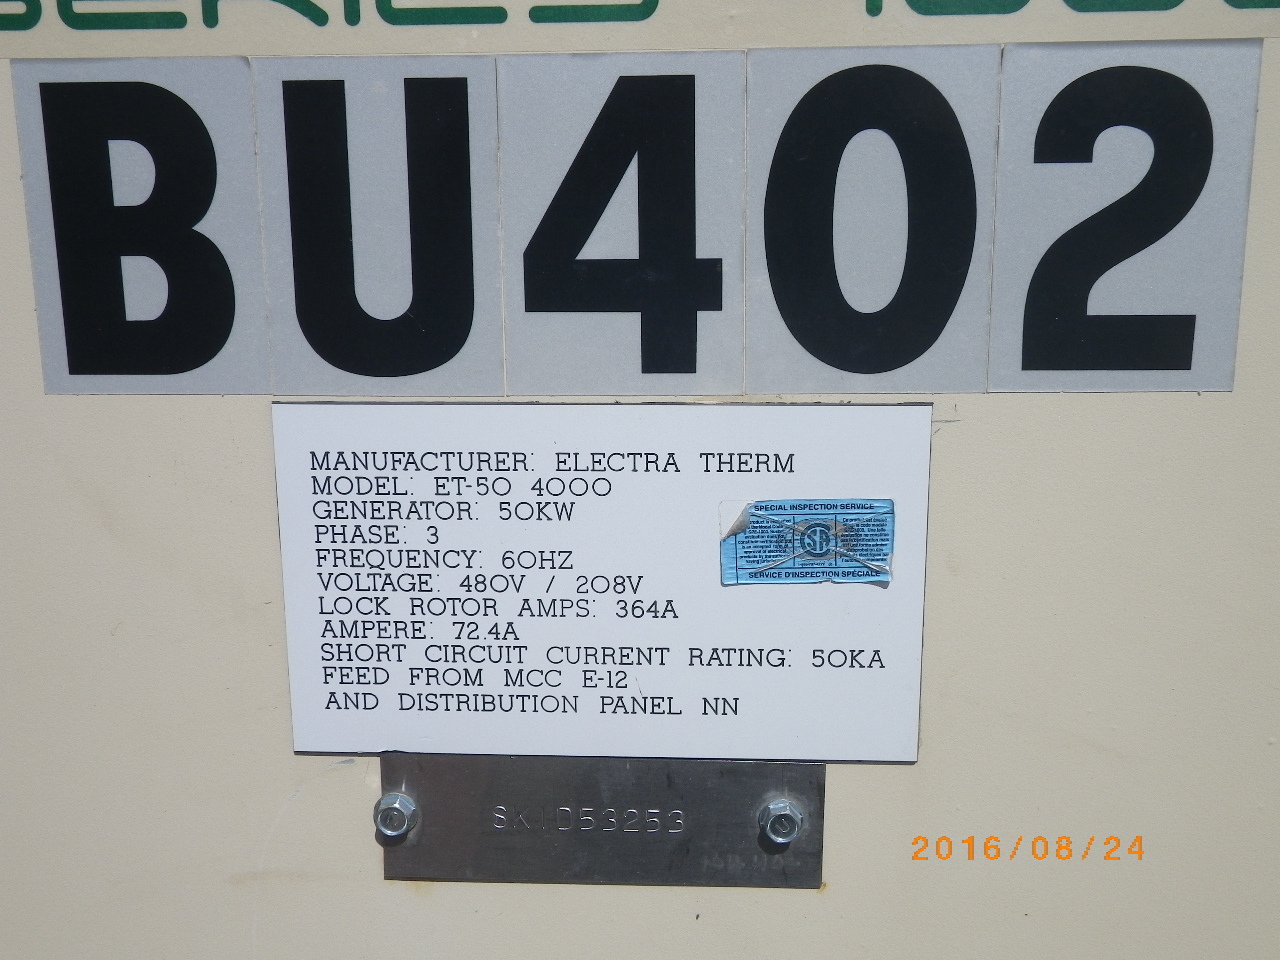 BU402
MANUFACTURER: ELECTRA THERM
MODEL: ET-50 4000
GENERATOR: 50KW
PHASE: 3
FREQUENCY: 60HZ
VOLTAGE: 480V / 208V
LOCK ROTOR AMPS: 364A
AMPERE: 72.4A
SHORT CIRCUIT CURRENT RATING: 50KA
FEED FROM MCC E-12
AND DISTRIBUTION PANEL NN
SPECIAL INSPECTION SERVICE
SERVICE D'INSPECTION SPÉCIALE
SKID53253
2016/08/24